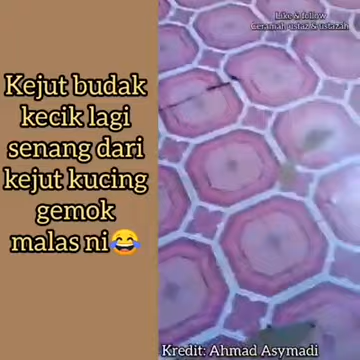 Like & follow
Ceramah ustaz & ustazah
Kejut budak
kecik lagi
senang dari
kejut kucing
gemok
malas ni😂
Kredit: Ahmad Asymadi